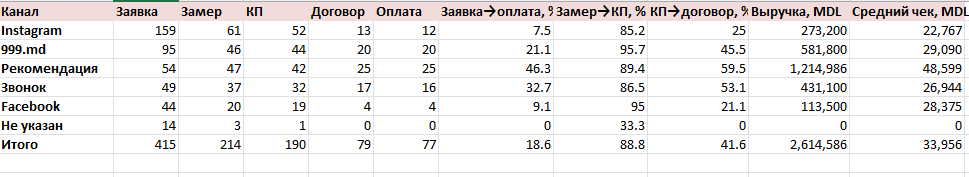 Канал Заявка Замер КП Договор Оплата Заявка→оплата, % Замер→КП, % КП→договор, % Выручка, MDL Средний чек, MDL
Instagram 159 61 52 13 12 7.5 85.2 25 273,200 22,767
999.md 95 46 44 20 20 21.1 95.7 45.5 581,800 29,090
Рекомендация 54 47 42 25 25 46.3 89.4 59.5 1,214,986 48,599
Звонок 49 37 32 17 16 32.7 86.5 53.1 431,100 26,944
Facebook 44 20 19 4 4 9.1 95 21.1 113,500 28,375
Не указан 14 3 1 0 0 0 33.3 0 0 0
Итого 415 214 190 79 77 18.6 88.8 41.6 2,614,586 33,956